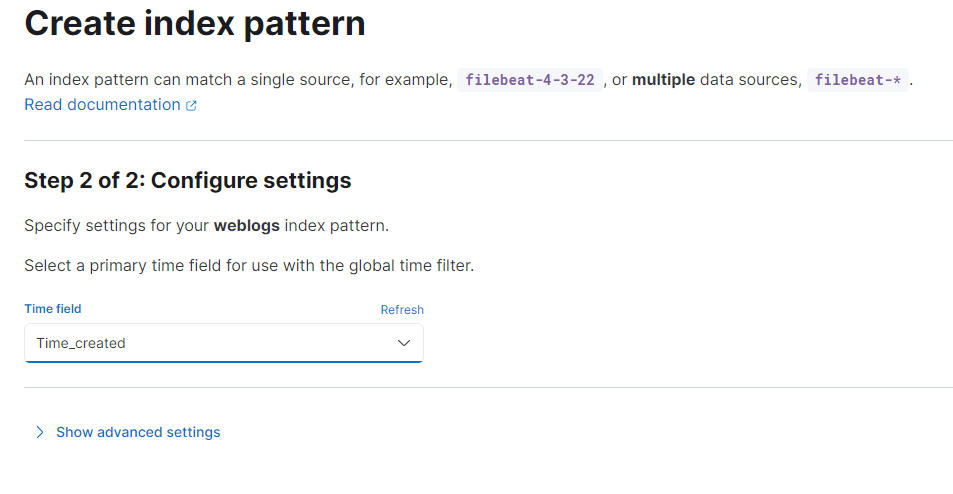 Create index pattern
An index pattern can match a single source, for example, filebeat-4-3-22 , or multiple data sources, filebeat-* .
Read documentation
Step 2 of 2: Configure settings
Specify settings for your weblogs index pattern.
Select a primary time field for use with the global time filter.
Time field Refresh
Time_created
Show advanced settings